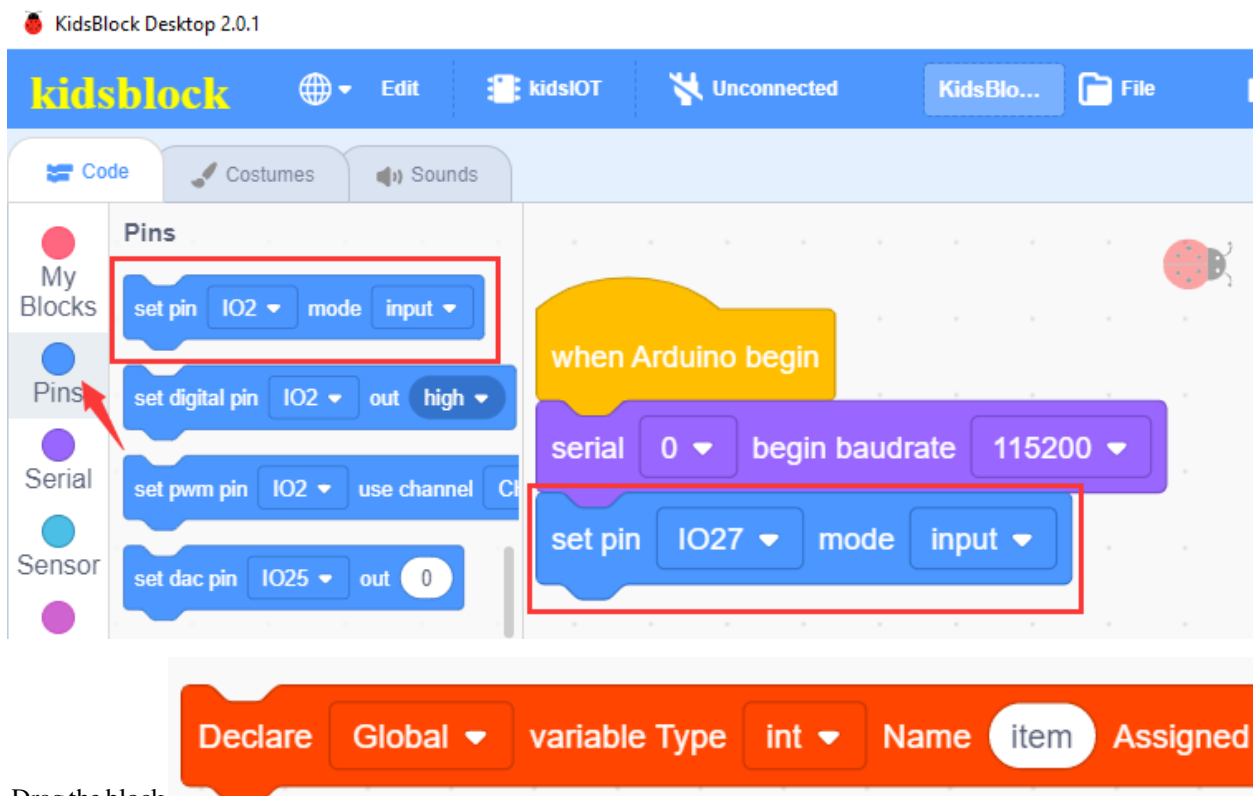 KidsBlock Desktop 2.0.1
kidsblock Edit kidsIOT Unconnected KidsBlo... File
Code Costumes Sounds
Pins
My
Blocks
set pin IO2 mode input
Pins
set digital pin IO2 out high
Serial
set pwm pin IO2 use channel
Sensor
set dac pin IO25 out 0
when Arduino begin
serial 0 begin baudrate 115200
set pin IO27 mode input
Declare Global variable Type int Name item Assigned
Drag the block